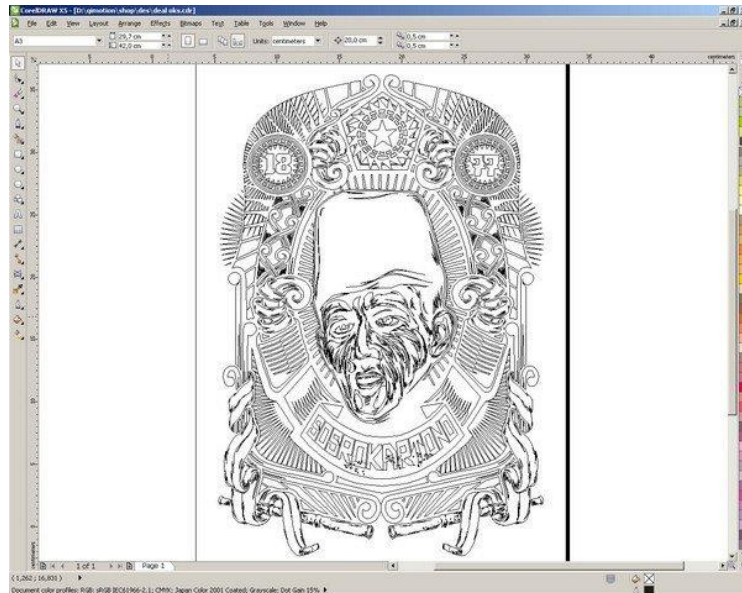 CorelDRAW X5 - [D:\qimotion\shop\des\deal oks.cdr]
File Edit View Layout Arrange Effects Bitmaps Text Table Tools Window Help
A3 29,7 cm 42,0 cm Units: centimeters 20,0 cm 0,5 cm 0,5 cm
centimeters
18 77
SOSROKARTONO
1 of 1 Page 1
(1,262 ; 16,831)
Document color profiles: RGB: sRGB IEC61966-2.1; CMYK: Japan Color 2001 Coated; Grayscale: Dot Gain 15%